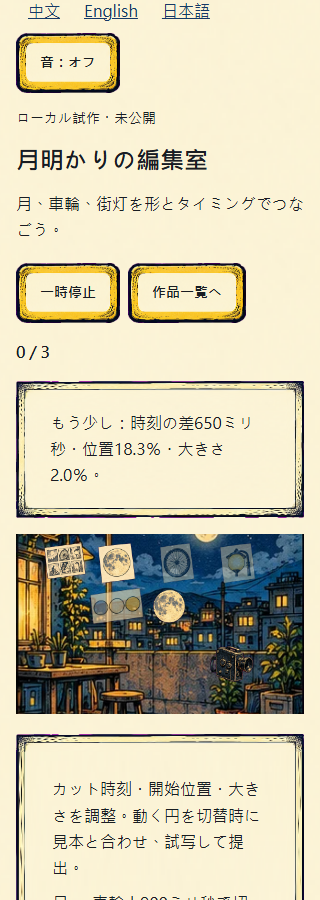 中文 English 日本語
音：オフ
ローカル試作・未公開
月明かりの編集室
月、車輪、街灯を形とタイミングでつな
ごう。
一時停止 作品一覧へ
0 / 3
もう少し：時刻の差650ミリ
秒・位置18.3%・大きさ
2.0%。
カット時刻・開始位置・大き
さを調整。動く円を切替時に
見本と合わせ、試写して提
出。